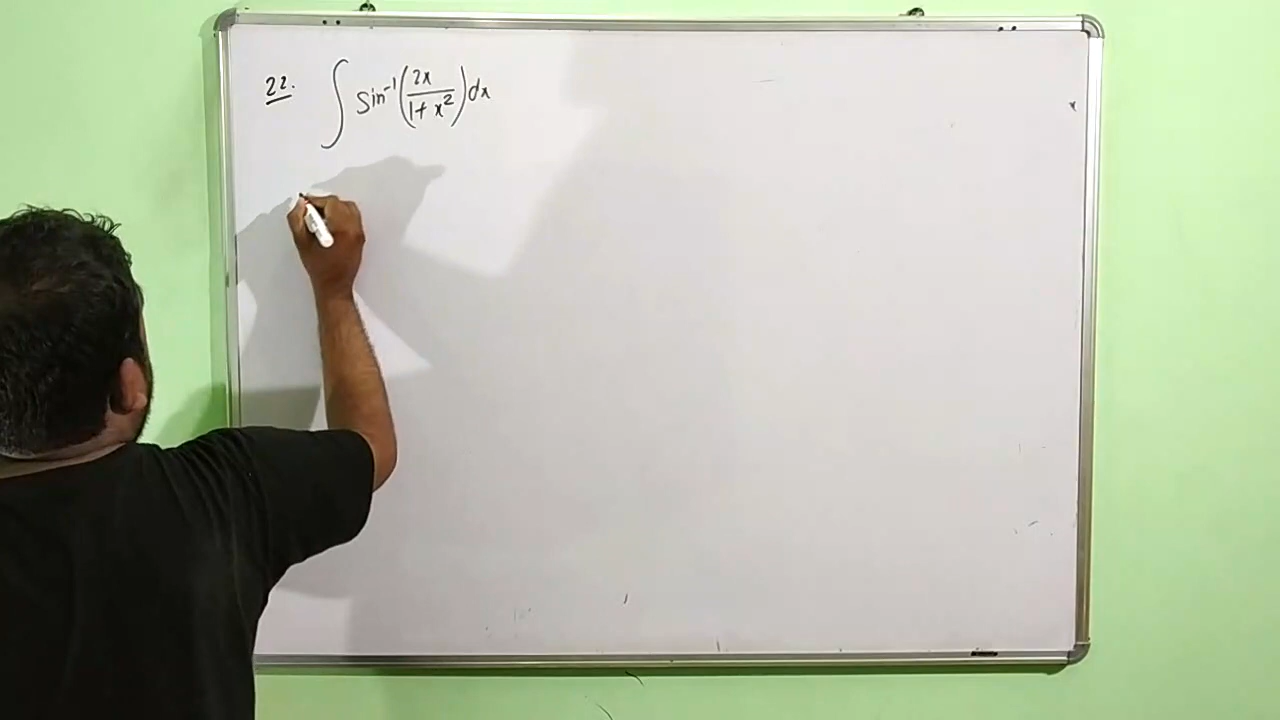 22. ∫ Sin⁻¹(2x/(1+x²)) dx